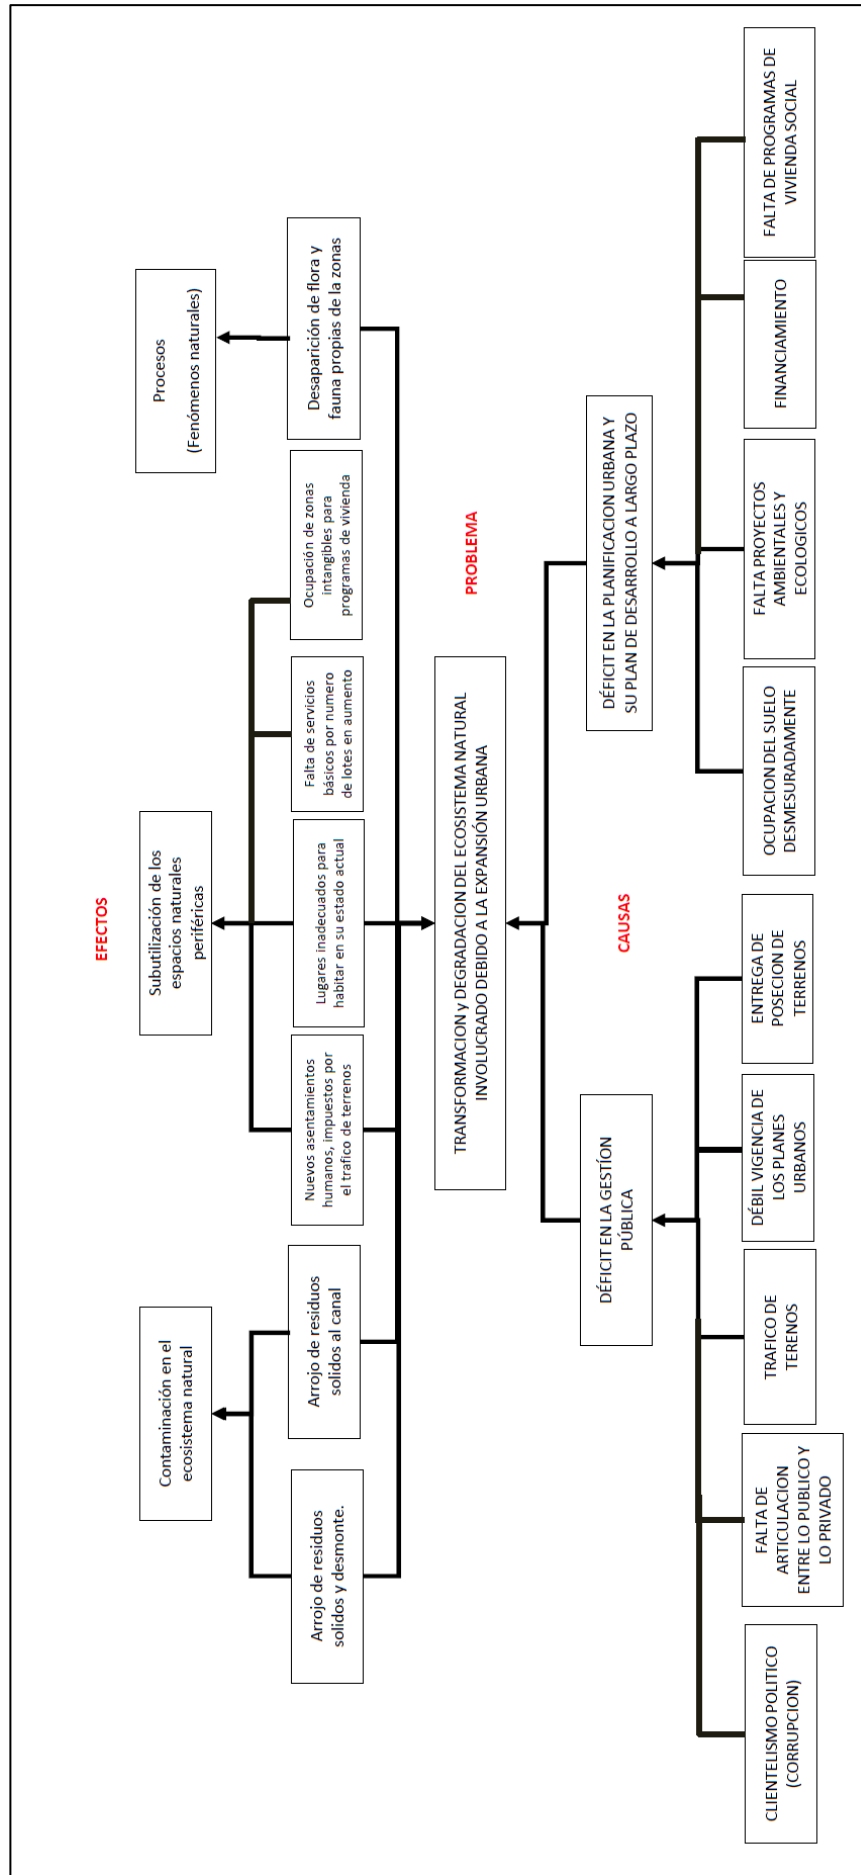 EFECTOS
Contaminación en el
ecosistema natural
Subutilización de los
espacios naturales
periféricas
Procesos
(Fenómenos naturales)
Arrojo de residuos
solidos y desmonte.
Arrojo de residuos
solidos al canal
Nuevos asentamientos
humanos, impuestos por
el trafico de terrenos
Lugares inadecuados para
habitar en su estado actual
Falta de servicios
básicos por numero
de lotes en aumento
Ocupación de zonas
intangibles para
programas de vivienda
Desaparición de flora y
fauna propias de la zonas
TRANSFORMACION y DEGRADACION DEL ECOSISTEMA NATURAL
INVOLUCRADO DEBIDO A LA EXPANSIÓN URBANA
PROBLEMA
DÉFICIT EN LA GESTÍON
PÚBLICA
CAUSAS
DÉFICIT EN LA PLANIFICACION URBANA Y
SU PLAN DE DESARROLLO A LARGO PLAZO
CLIENTELISMO POLITICO
(CORRUPCION)
FALTA DE
ARTICULACION
ENTRE LO PUBLICO Y
LO PRIVADO
TRAFICO DE
TERENOS
DÉBIL VIGENCIA DE
LOS PLANES
URBANOS
ENTREGA DE
POSECION DE
TERRENOS
OCUPACION DEL SUELO
DESMESURADAMENTE
FALTA PROYECTOS
AMBIENTALES Y
ECOLOGICOS
FINANCIAMIENTO
FALTA DE PROGRAMAS DE
VIVIENDA SOCIAL